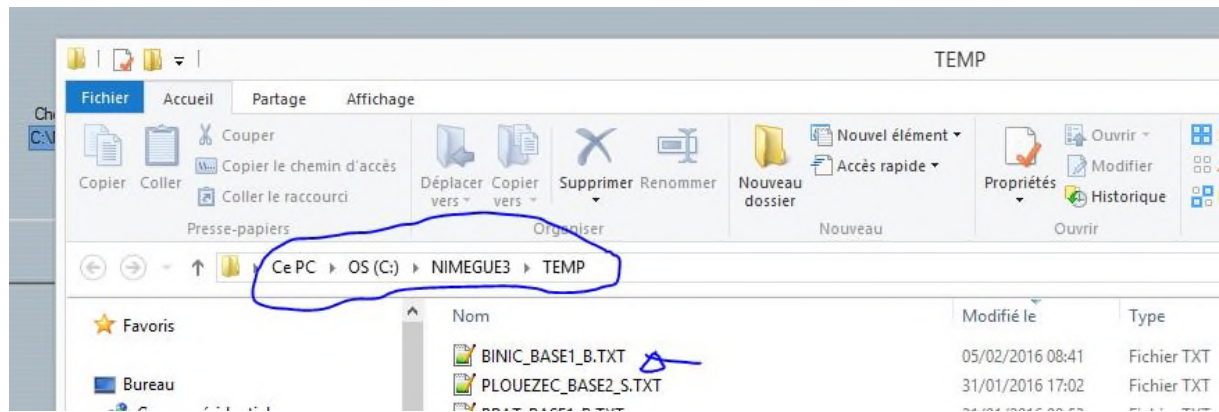 TEMP
Fichier Accueil Partage Affichage
C:\
Couper
Copier le chemin d'accès
Coller le raccourci
Copier Coller
Déplacer vers
Copier vers
Supprimer Renommer
Nouveau dossier
Nouvel élément
Accès rapide
Propriétés
Ouvrir
Modifier
Historique
Presse-papiers Organiser Nouveau Ouvrir
Ce PC OS (C:) NIMEGUE3 TEMP
Favoris
Bureau
Nom Modifié le Type
BINIC_BASE1_B.TXT 05/02/2016 08:41 Fichier TXT
PLOUEZEC_BASE2_S.TXT 31/01/2016 17:02 Fichier TXT